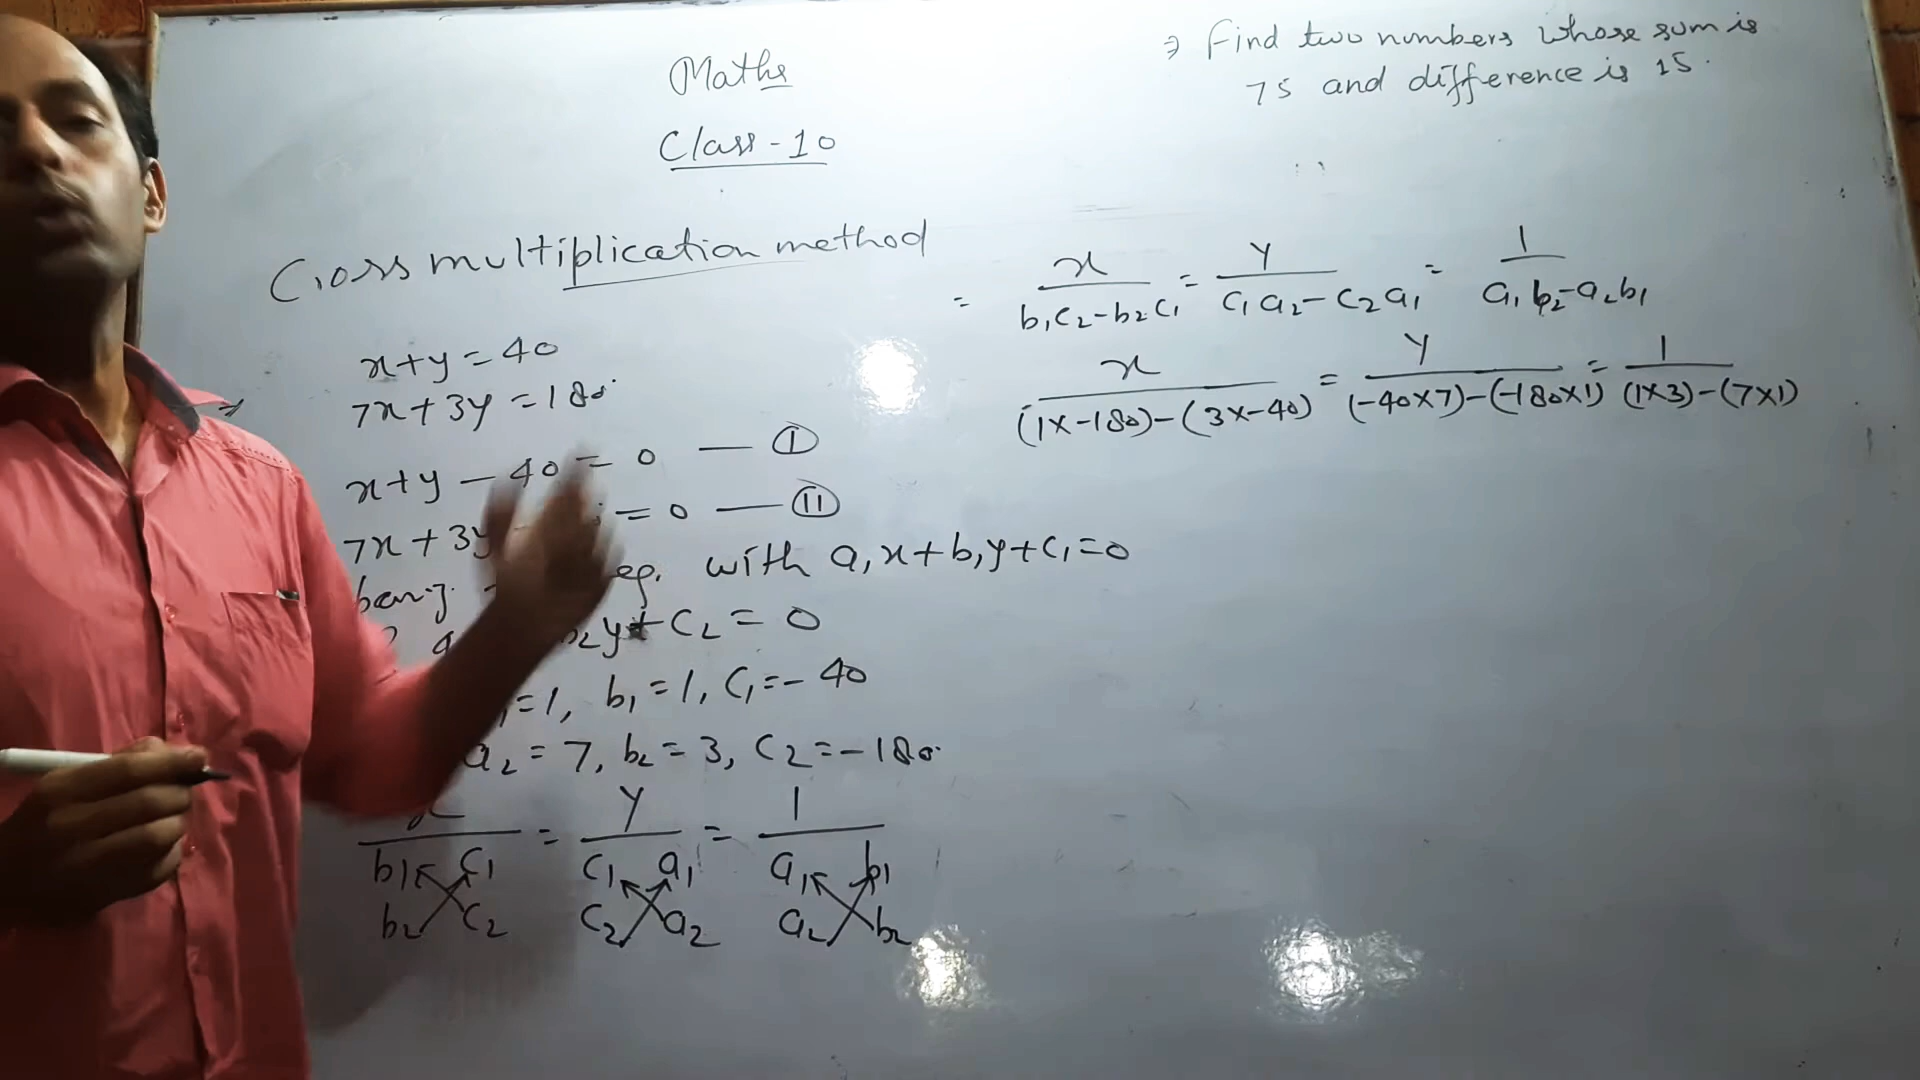 Maths
Class-10
Cross multiplication method
x+y=40
⇒ 7x+3y=180
x+y-40=0 — (I)
7x+3y =0 — (II)
eq. with a₁x+b₁y+c₁=0
b₂y+c₂=0
=1, b₁=1, c₁=-40
a₂=7, b₂=3, c₂=-180
x/ = y/ = 1/
b₁ c₁ c₁ a₁ a₁ b₁
b₂ c₂ c₂ a₂ a₂ b₂
⇒ Find two numbers whose sum is
75 and difference is 15.
= x/(b₁c₂-b₂c₁) = y/(c₁a₂-c₂a₁) = 1/(a₁b₂-a₂b₁)
x/((1×-180)-(3×-40)) = y/((-40×7)-(-180×1)) = 1/((1×3)-(7×1))